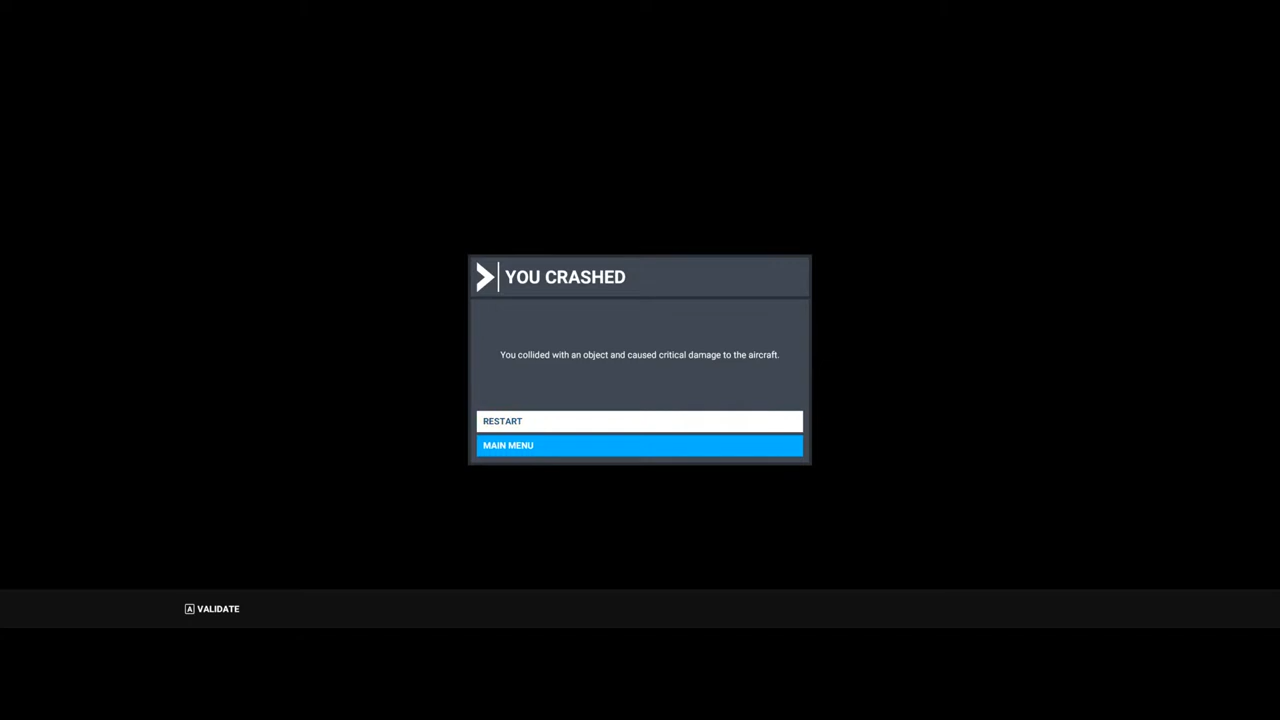 YOU CRASHED
You collided with an object and caused critical damage to the aircraft.
RESTART
MAIN MENU
A VALIDATE